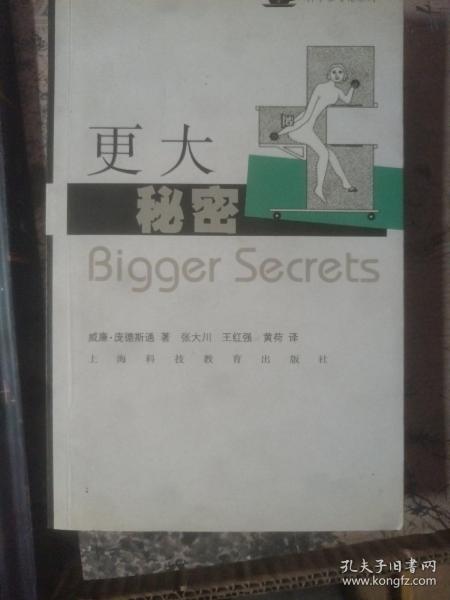 更大
秘密
Bigger Secrets
威廉·庞德斯通 著 张大川 王红强 黄荷 译
上海科技教育出版社
孔夫子旧书网
www.kongfz.com